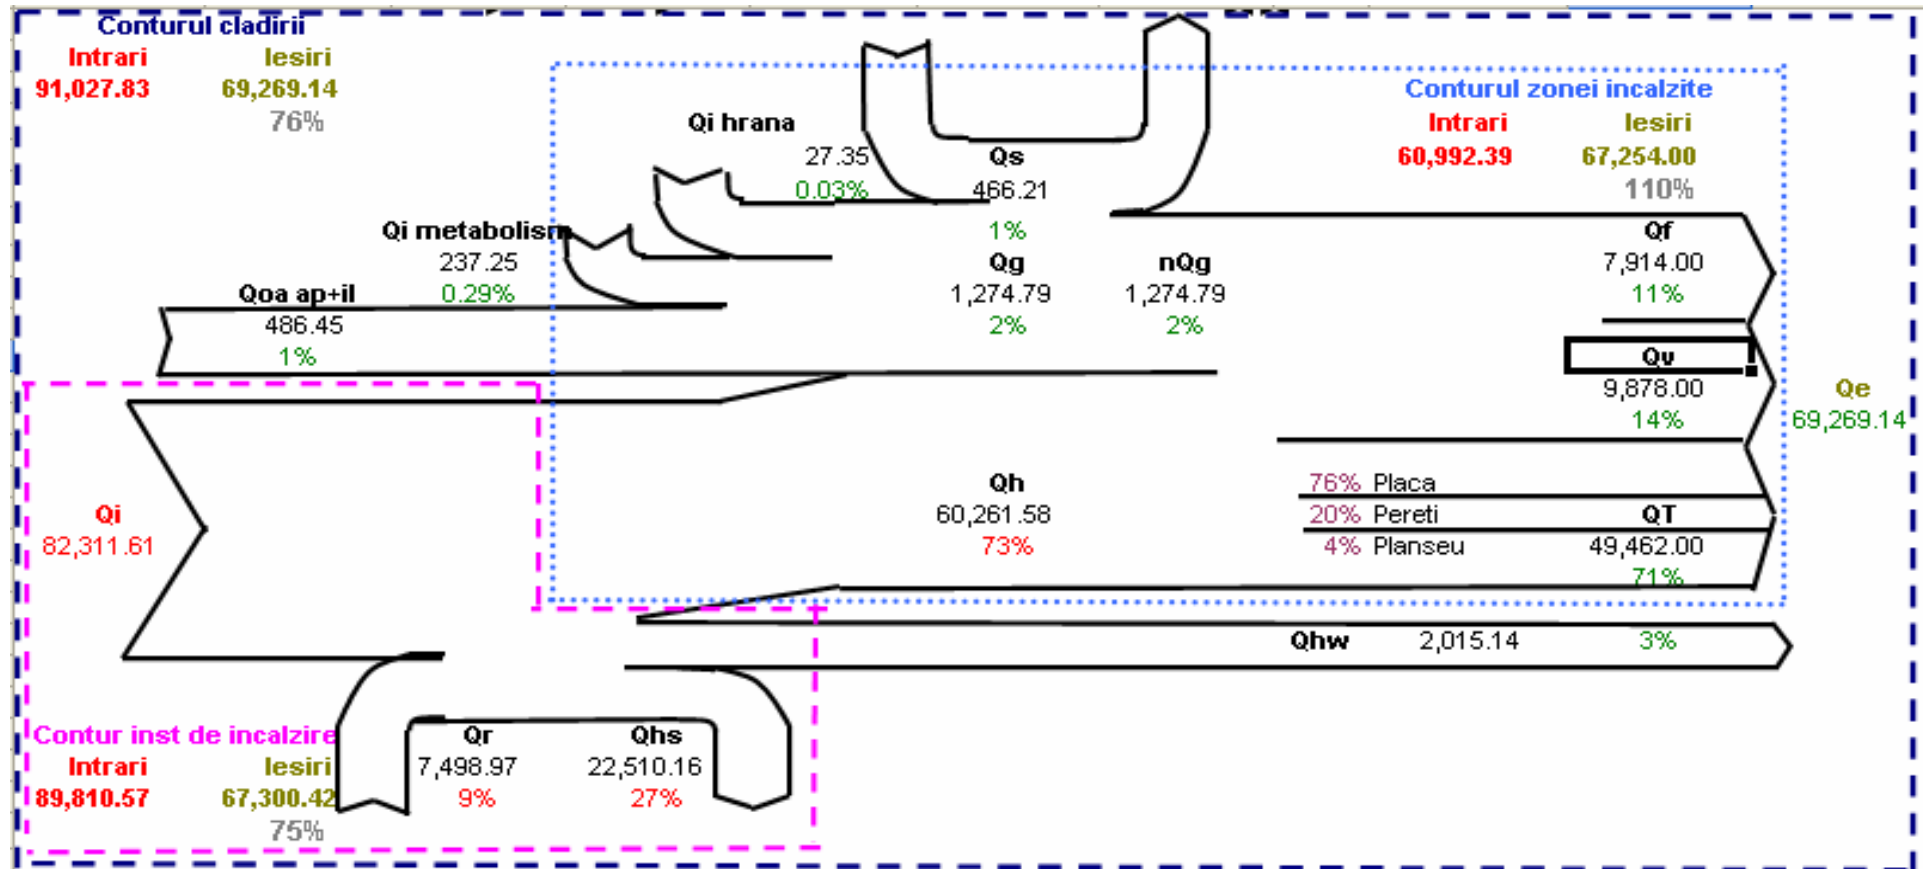 Conturul cladirii
Intrari Iesiri
91,027.83 69,269.14
76%
Conturul zonei incalzite
Intrari Iesiri
60,992.39 67,254.00
110%
Qi hrana
27.35
0.03%
Qs
466.21
1%
Qi metabolism
237.25
0.29%
Qg
1,274.79
2%
nQg
1,274.79
2%
Qf
7,914.00
11%
Qoa ap+il
486.45
1%
Qv
9,878.00
14%
Qe
69,269.14
Qi
82,311.61
Qh
60,261.58
73%
76% Placa
20% Pereti
4% Planseu
QT
49,462.00
71%
Qhw 2,015.14 3%
Contur inst de incalzire
Intrari Iesiri
89,810.57 67,300.42
75%
Qr
7,498.97
9%
Qhs
22,510.16
27%